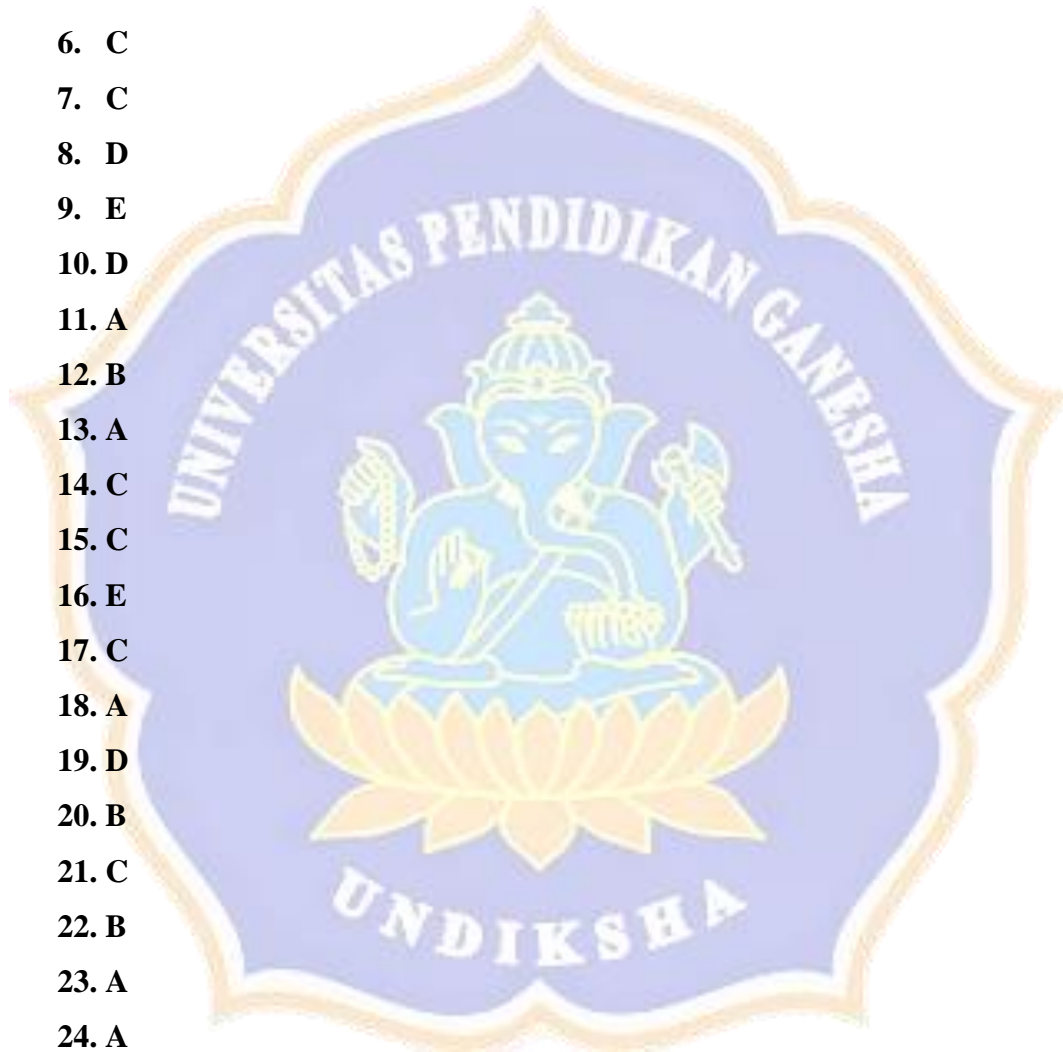 6. C
7. C
8. D
9. E
10. D
11. A
12. B
13. A
14. C
15. C
16. E
17. C
18. A
19. D
20. B
21. C
22. B
23. A
24. A
UNIVERSITAS PENDIDIKAN GANESHA
UNDIKSHA